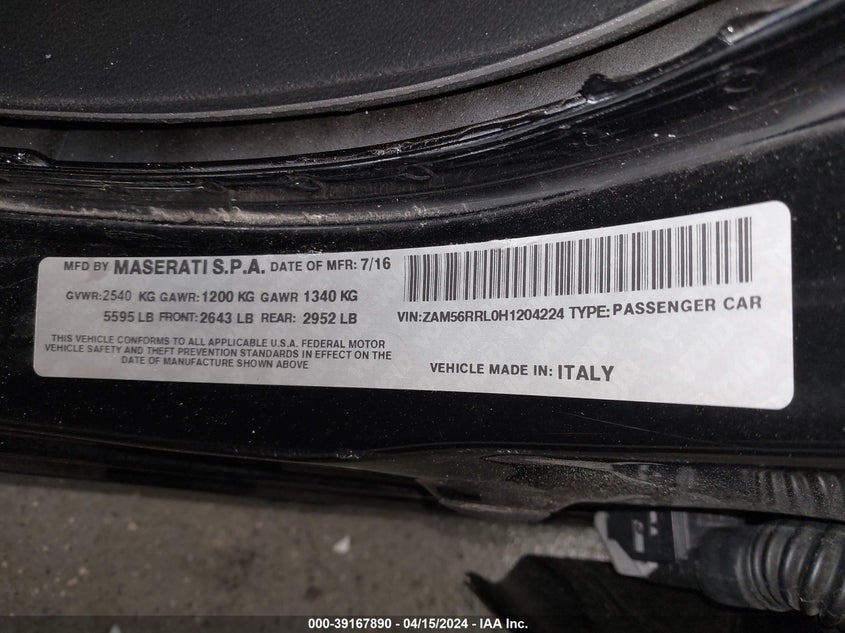 MFD BY MASERATI S.P.A. DATE OF MFR: 7/16
GVWR:2540 KG GAWR:1200 KG GAWR 1340 KG
5595 LB FRONT: 2643 LB REAR: 2952 LB
THIS VEHICLE CONFORMS TO ALL APPLICABLE U.S.A. FEDERAL MOTOR
VEHICLE SAFETY AND THEFT PREVENTION STANDARDS IN EFFECT ON THE
DATE OF MANUFACTURE SHOWN ABOVE
VIN:ZAM56RRL0H1204224 TYPE: PASSENGER CAR
VEHICLE MADE IN: ITALY
000-39167890 - 04/15/2024 - IAA Inc.